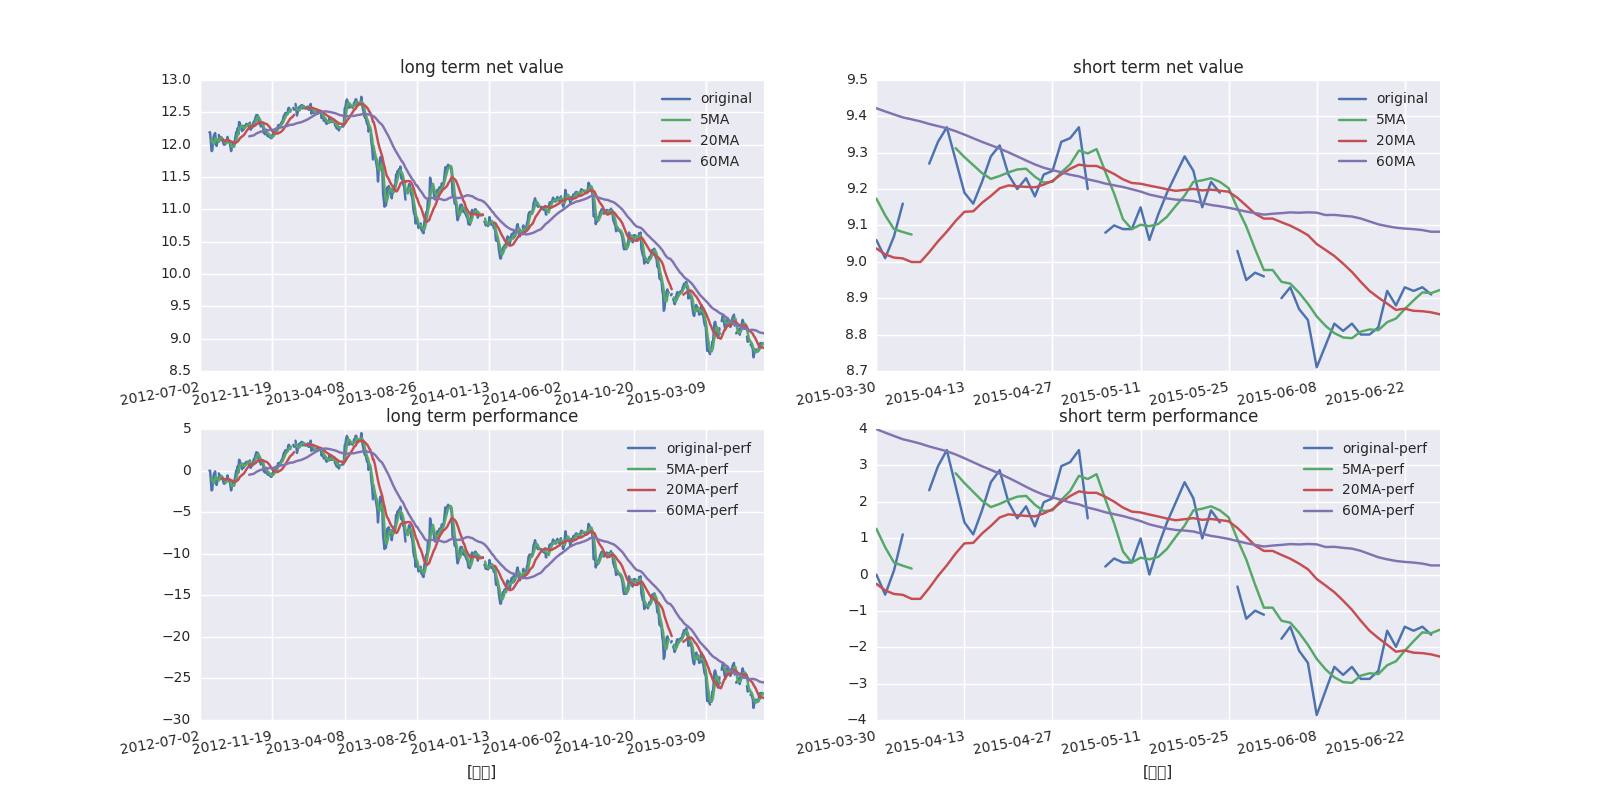 long term net value
13.0
12.5
12.0
11.5
11.0
10.5
10.0
9.5
9.0
8.5
original
5MA
20MA
60MA
2012-07-02 2012-11-19 2013-04-08 2013-08-26 2014-01-13 2014-06-02 2014-10-20 2015-03-09
short term net value
9.5
9.4
9.3
9.2
9.1
9.0
8.9
8.8
8.7
original
5MA
20MA
60MA
2015-03-30 2015-04-13 2015-04-27 2015-05-11 2015-05-25 2015-06-08 2015-06-22
long term performance
5
0
−5
−10
−15
−20
−25
−30
original-perf
5MA-perf
20MA-perf
60MA-perf
2012-07-02 2012-11-19 2013-04-08 2013-08-26 2014-01-13 2014-06-02 2014-10-20 2015-03-09
short term performance
4
3
2
1
0
−1
−2
−3
−4
original-perf
5MA-perf
20MA-perf
60MA-perf
2015-03-30 2015-04-13 2015-04-27 2015-05-11 2015-05-25 2015-06-08 2015-06-22